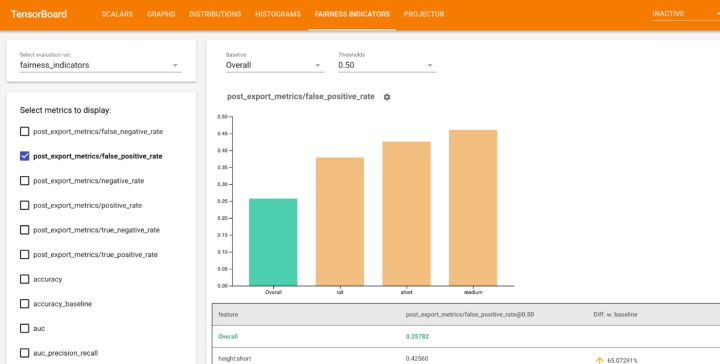 TensorBoard SCALARS GRAPHS DISTRIBUTIONS HISTOGRAMS FAIRNESS INDICATORS PROJECTOR INACTIVE
Select evaluation run:
fairness_indicators
Baseline
Overall
Thresholds
0.50
Select metrics to display:
post_export_metrics/false_negative_rate
post_export_metrics/false_positive_rate
post_export_metrics/negative_rate
post_export_metrics/positive_rate
post_export_metrics/true_negative_rate
post_export_metrics/true_positive_rate
accuracy
accuracy_baseline
auc
auc_precision_recall
post_export_metrics/false_positive_rate
0.50
0.45
0.40
0.35
0.30
0.25
0.20
0.15
0.10
0.05
0.00
Overall tall short medium
feature post_export_metrics/false_positive_rate@0.50 Diff. w. baseline
Overall 0.25782
height:short 0.42560 65.07291%